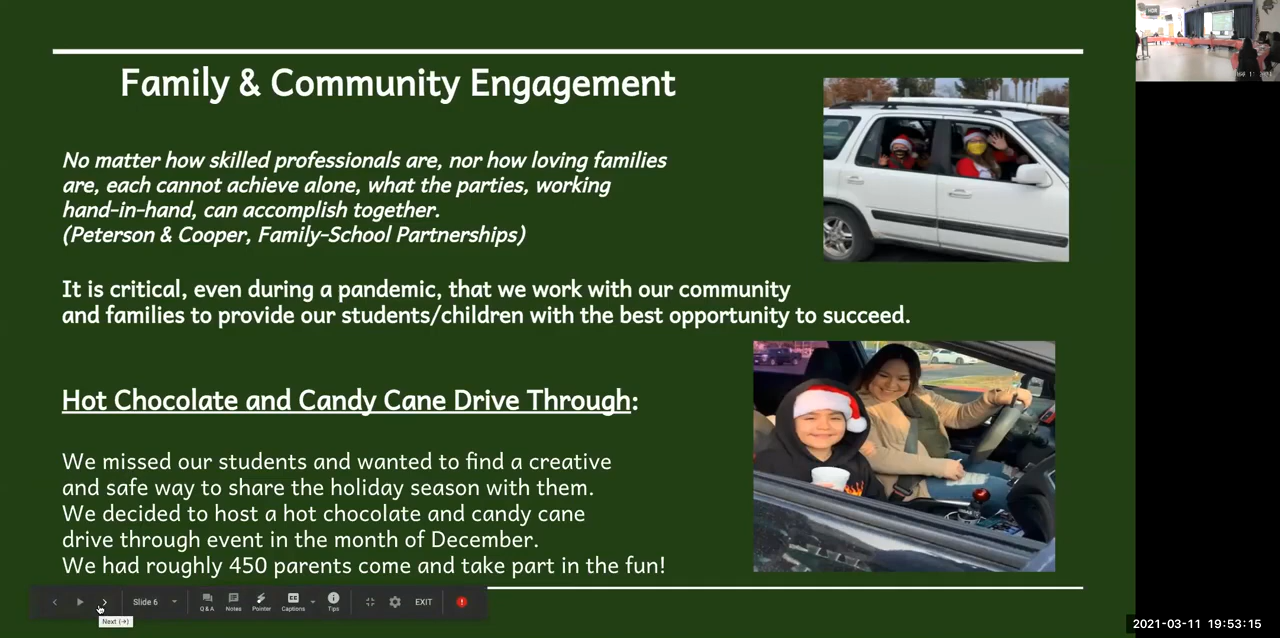 Family & Community Engagement
No matter how skilled professionals are, nor how loving families
are, each cannot achieve alone, what the parties, working
hand-in-hand, can accomplish together.
(Peterson & Cooper, Family-School Partnerships)
It is critical, even during a pandemic, that we work with our community
and families to provide our students/children with the best opportunity to succeed.
Hot Chocolate and Candy Cane Drive Through:
We missed our students and wanted to find a creative
and safe way to share the holiday season with them.
We decided to host a hot chocolate and candy cane
drive through event in the month of December.
We had roughly 450 parents come and take part in the fun!
Slide 6
Q & A
Notes
Pointer
CC
Captions
Tips
EXIT
Next (→)
2021-03-11 19:53:15